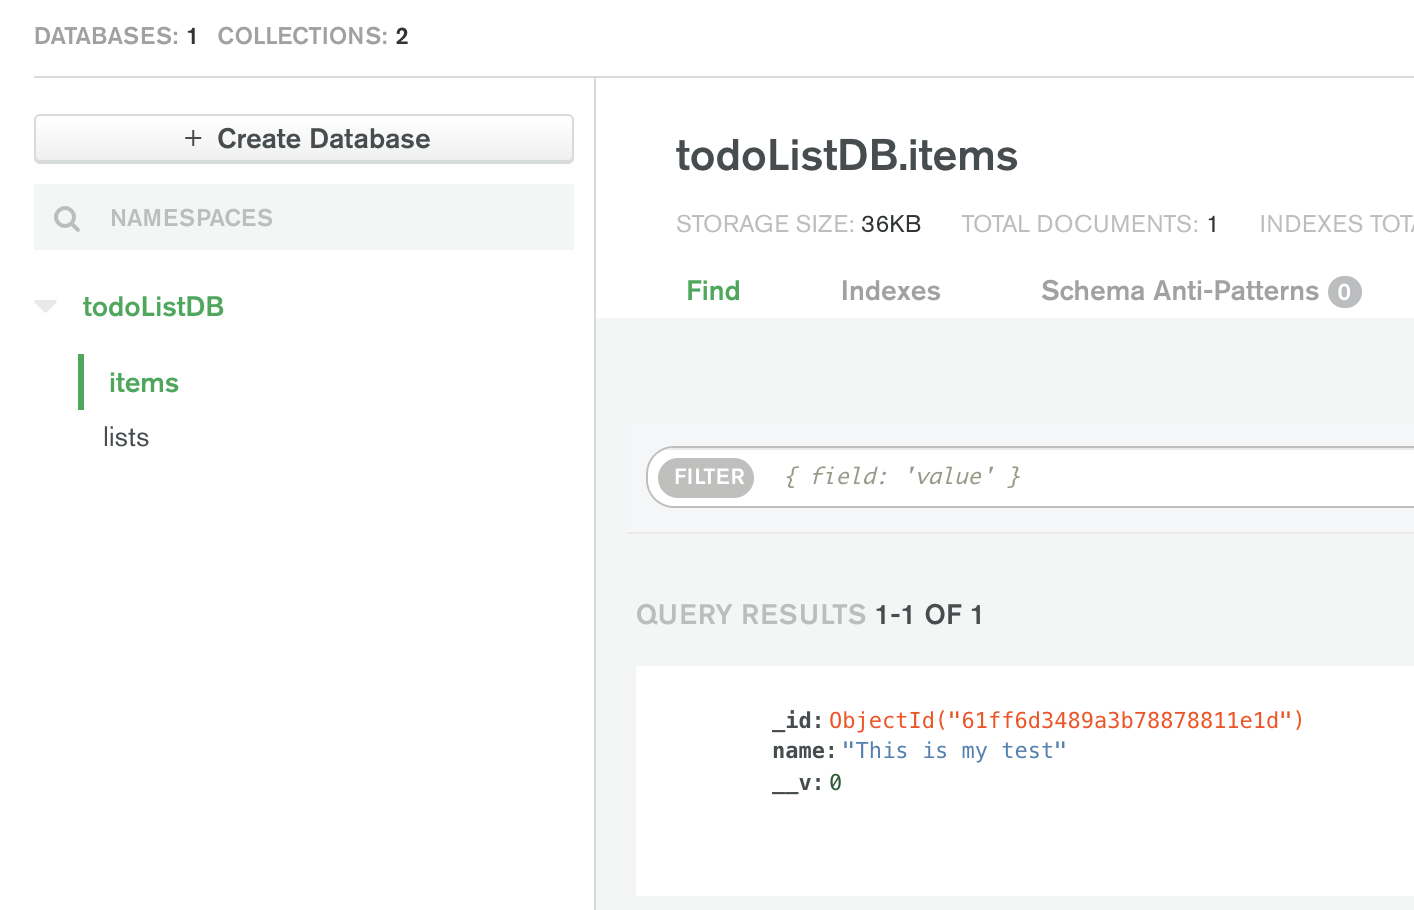 DATABASES: 1 COLLECTIONS: 2
+ Create Database
NAMESPACES
todoListDB
items
lists
todoListDB.items
STORAGE SIZE: 36KB TOTAL DOCUMENTS: 1 INDEXES TOTA
Find Indexes Schema Anti-Patterns 0
FILTER { field: 'value' }
QUERY RESULTS 1-1 OF 1
_id: ObjectId("61ff6d3489a3b78878811e1d")
name: "This is my test"
__v: 0